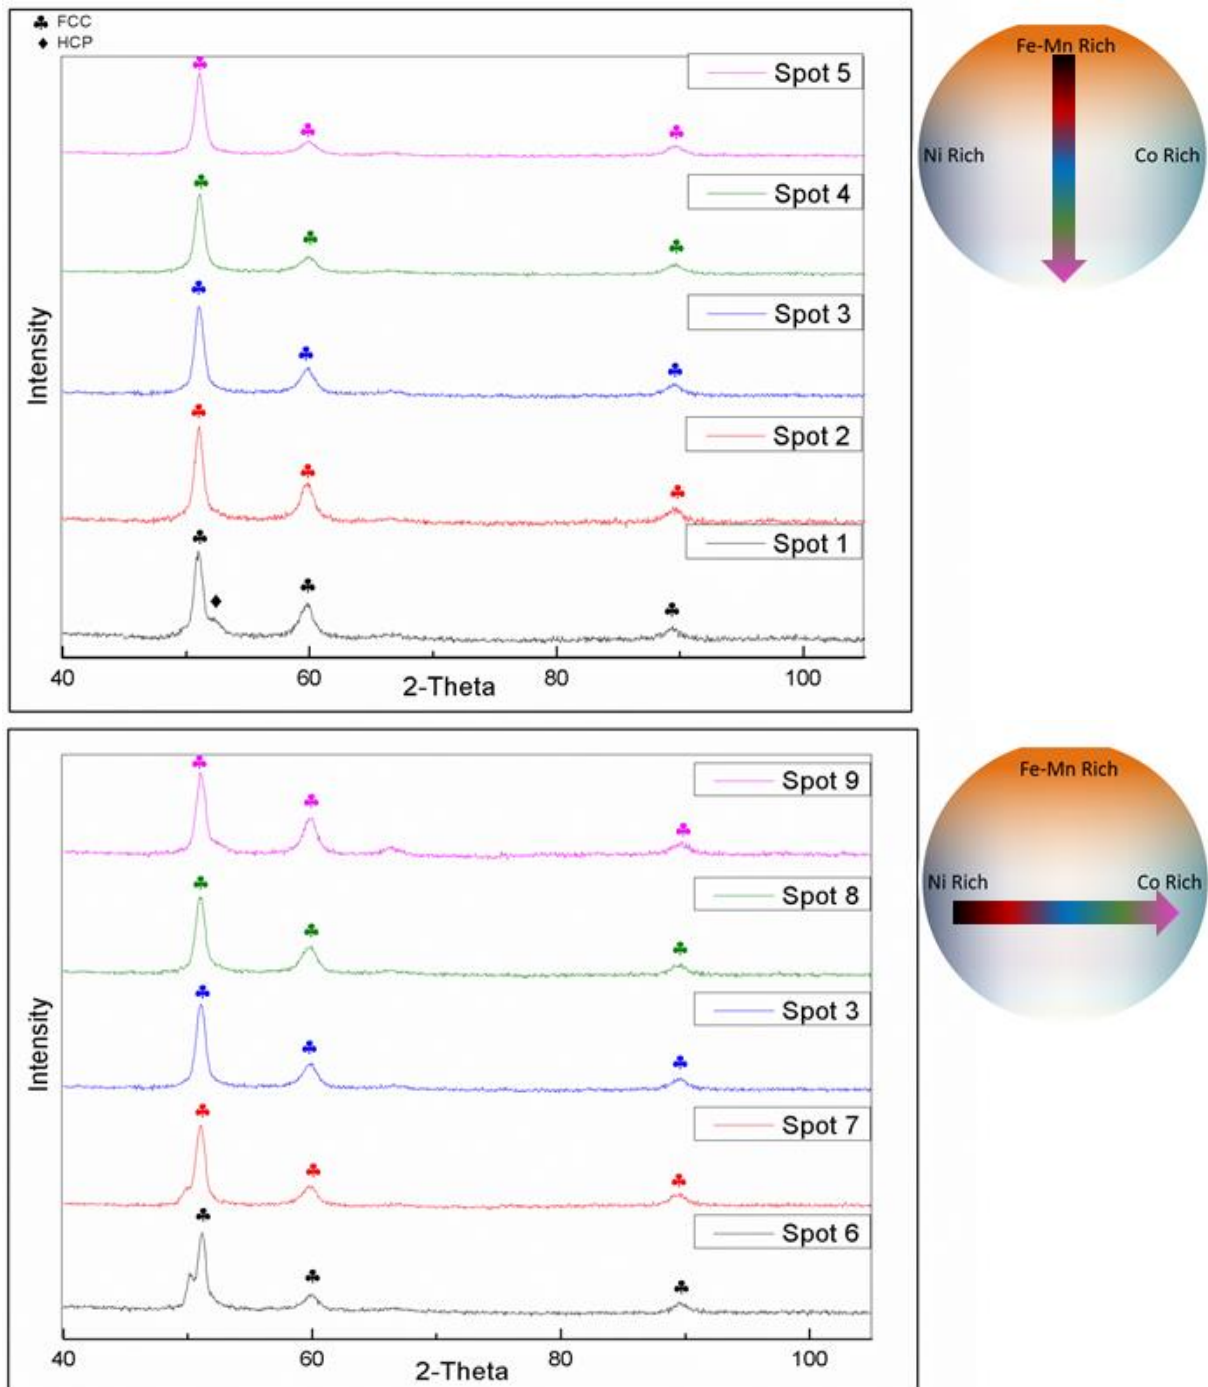 ♣ FCC
♦ HCP
Spot 5
Spot 4
Spot 3
Spot 2
Spot 1
Intensity
40 60 80 100
2-Theta
Fe-Mn Rich
Ni Rich Co Rich
Spot 9
Spot 8
Spot 3
Spot 7
Spot 6
Intensity
40 60 80 100
2-Theta
Fe-Mn Rich
Ni Rich Co Rich